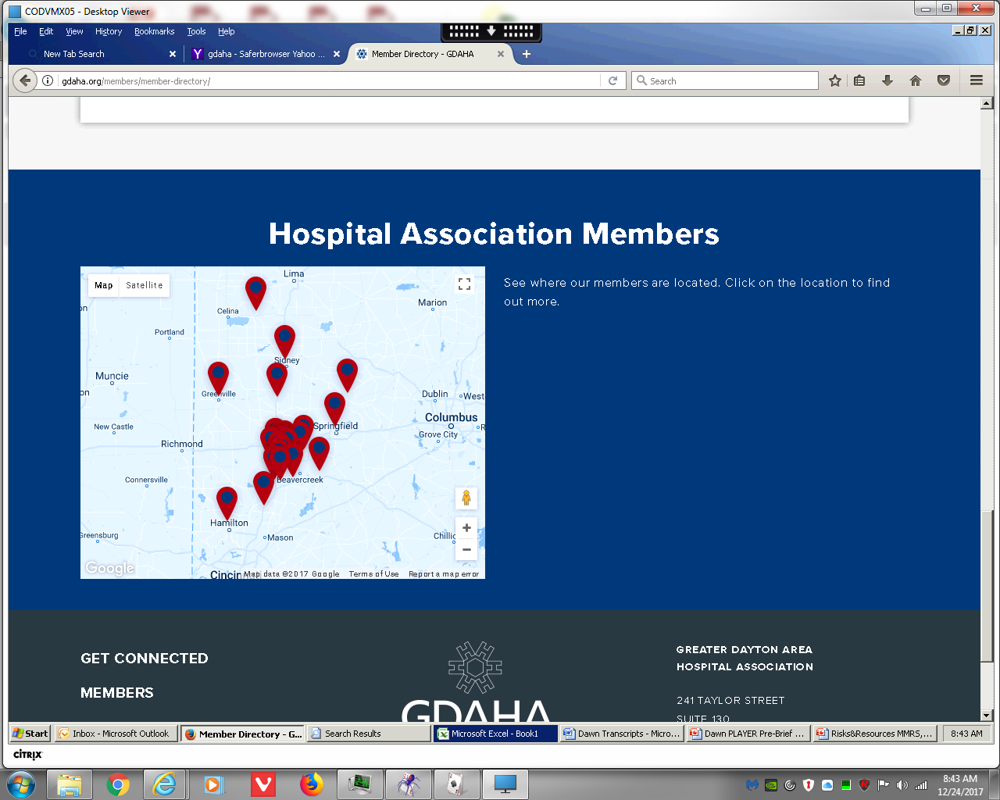 CODVMX05 - Desktop Viewer
File Edit View History Bookmarks Tools Help
New Tab Search
gdaha - Saferbrowser Yahoo ...
Member Directory - GDAHA
gdaha.org/members/member-directory/
Search
Hospital Association Members
Map Satellite
See where our members are located. Click on the location to find
out more.
Lima
Marion
Celina
Portland
Sidney
Muncie
Greenville
Dublin
West
Columbus
New Castle
Springfield
Grove City
Richmond
Connersville
Beavercreek
Hamilton
Greensburg
Mason
Chillic
Google
Cincin
Map data ©2017 Google Terms of Use Report a map error
GET CONNECTED
MEMBERS
GDAHA
GREATER DAYTON AREA
HOSPITAL ASSOCIATION
241 TAYLOR STREET
SUITE 130
Start
Inbox - Microsoft Outlook
Member Directory - G...
Search Results
Microsoft Excel - Book1
Dawn Transcripts - Micro...
Dawn PLAYER Pre-Brief ...
Risks&Resources MMRS,...
8:43 AM
CITRIX
8:43 AM
12/24/2017